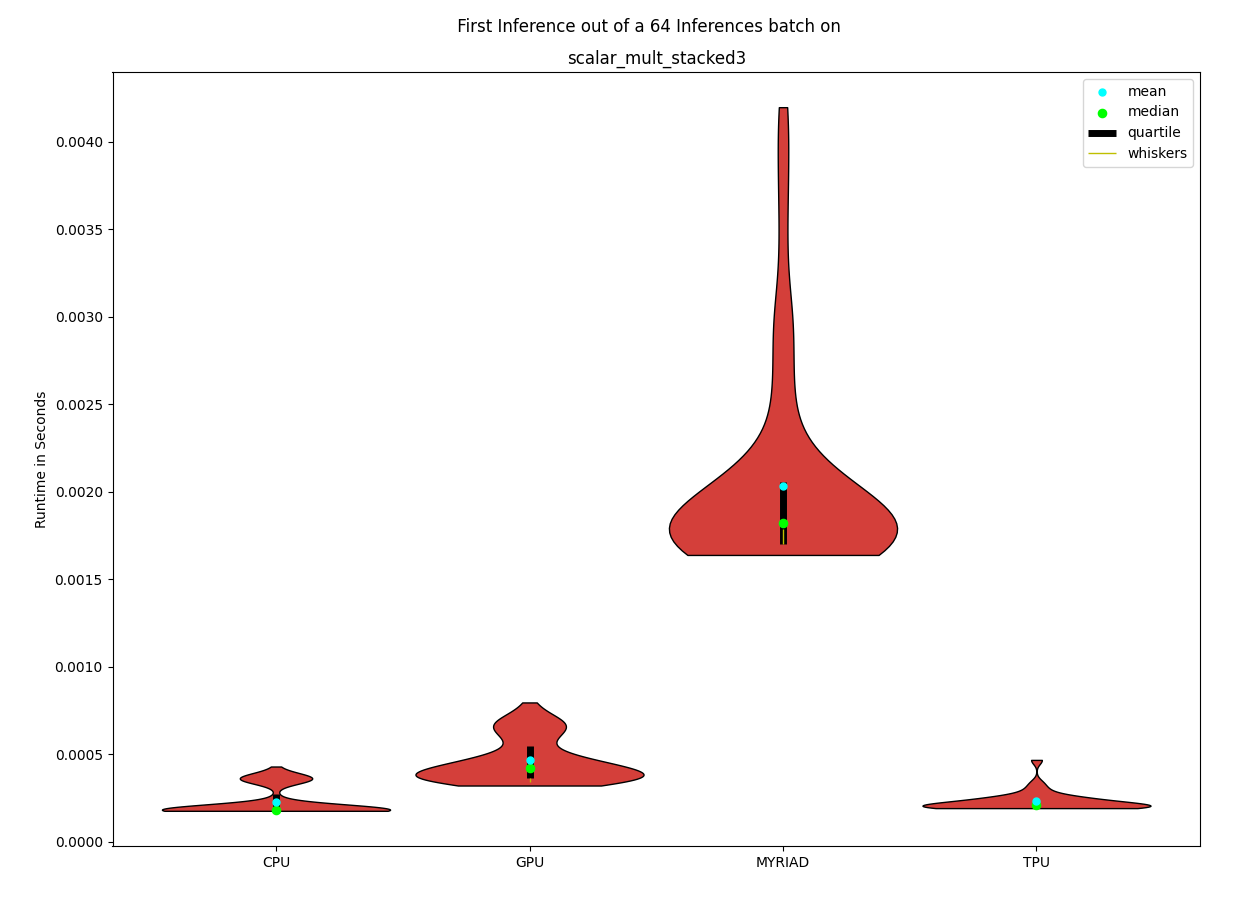 First Inference out of a 64 Inferences batch on
scalar_mult_stacked3
mean
median
quartile
whiskers
Runtime in Seconds
0.0040
0.0035
0.0030
0.0025
0.0020
0.0015
0.0010
0.0005
0.0000
CPU
GPU
MYRIAD
TPU